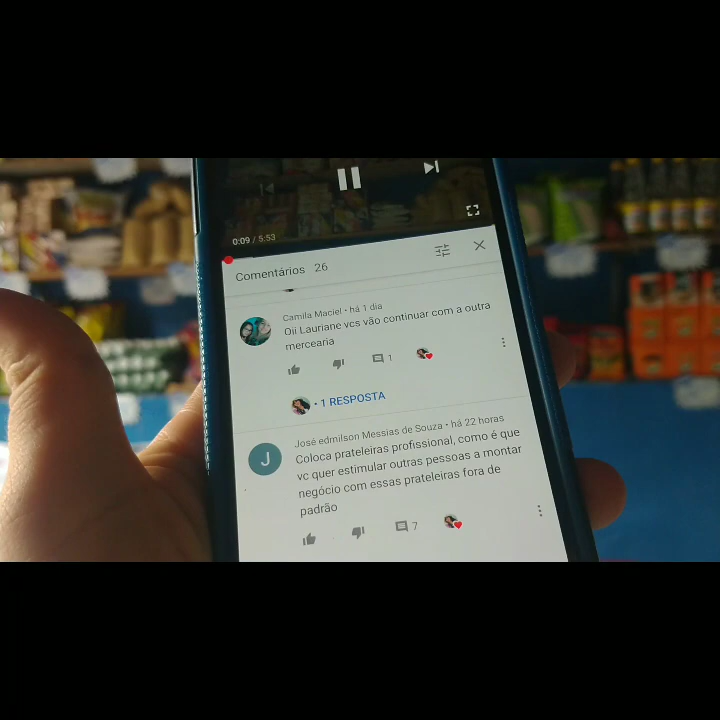 0:09 / 5:53
Comentários 26
Camila Maciel • há 1 dia
Oii Lauriane vcs vão continuar com a outra
mercearia
1
• 1 RESPOSTA
J
José edmilson Messias de Souza • há 22 horas
Coloca prateleiras profissional, como é que
vc quer estimular outras pessoas a montar
negócio com essas prateleiras fora de
padrão
7